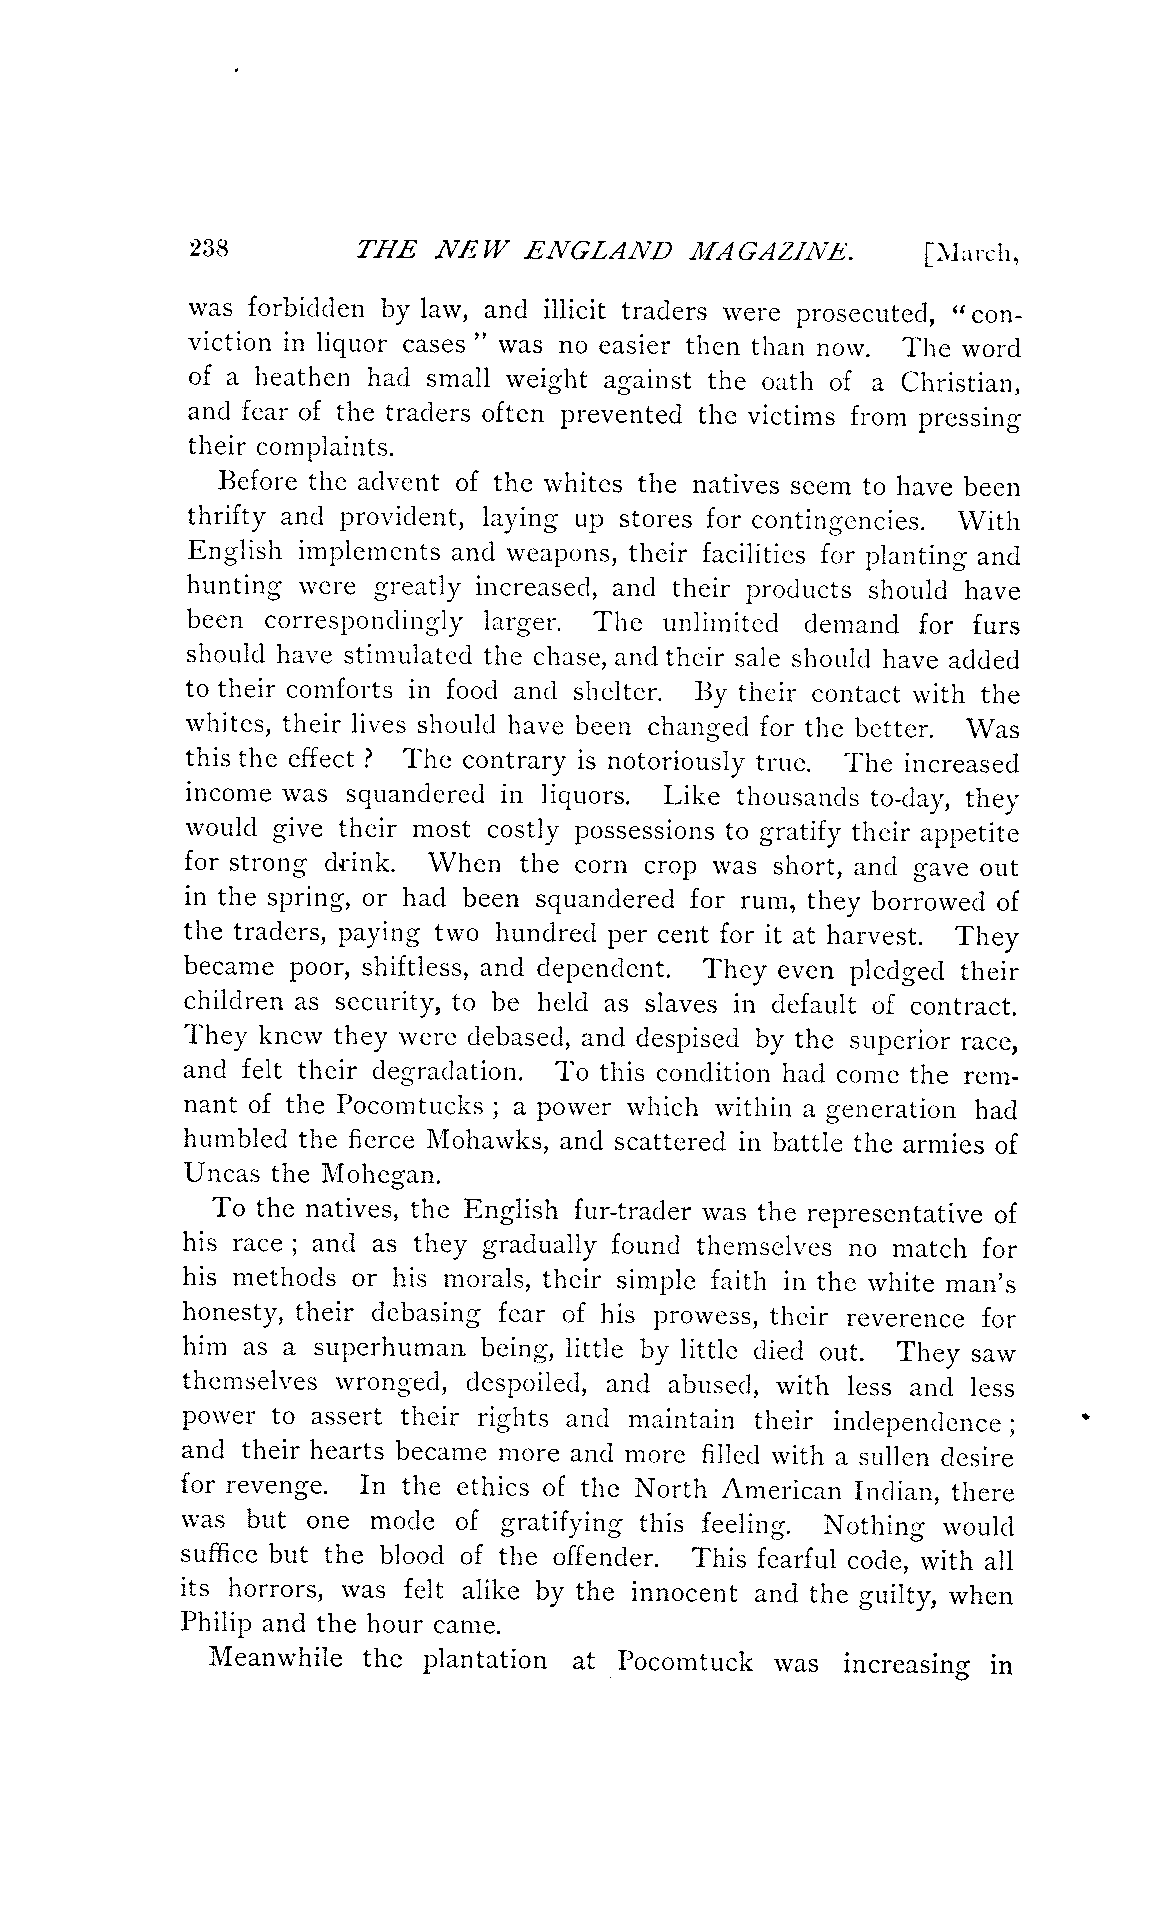 238 THE NEW ENGLAND MAGAZINE. [March,
was forbidden by law, and illicit traders were prosecuted, “con-
viction in liquor cases” was no easier then than now. The word
of a heathen had small weight against the oath of a Christian,
and fear of the traders often prevented the victims from pressing
their complaints.
Before the advent of the whites the natives seem to have been
thrifty and provident, laying up stores for contingencies. With
English implements and weapons, their facilities for planting and
hunting were greatly increased, and their products should have
been correspondingly larger. The unlimited demand for furs
should have stimulated the chase, and their sale should have added
to their comforts in food and shelter. By their contact with the
whites, their lives should have been changed for the better. Was
this the effect ? The contrary is notoriously true. The increased
income was squandered in liquors. Like thousands to-day, they
would give their most costly possessions to gratify their appetite
for strong drink. When the corn crop was short, and gave out
in the spring, or had been squandered for rum, they borrowed of
the traders, paying two hundred per cent for it at harvest. They
became poor, shiftless, and dependent. They even pledged their
children as security, to be held as slaves in default of contract.
They knew they were debased, and despised by the superior race,
and felt their degradation. To this condition had come the rem-
nant of the Pocomtucks ; a power which within a generation had
humbled the fierce Mohawks, and scattered in battle the armies of
Uncas the Mohegan.
To the natives, the English fur-trader was the representative of
his race ; and as they gradually found themselves no match for
his methods or his morals, their simple faith in the white man's
honesty, their debasing fear of his prowess, their reverence for
him as a superhuman being, little by little died out. They saw
themselves wronged, despoiled, and abused, with less and less
power to assert their rights and maintain their independence ;
and their hearts became more and more filled with a sullen desire
for revenge. In the ethics of the North American Indian, there
was but one mode of gratifying this feeling. Nothing would
suffice but the blood of the offender. This fearful code, with all
its horrors, was felt alike by the innocent and the guilty, when
Philip and the hour came.
Meanwhile the plantation at Pocomtuck was increasing in